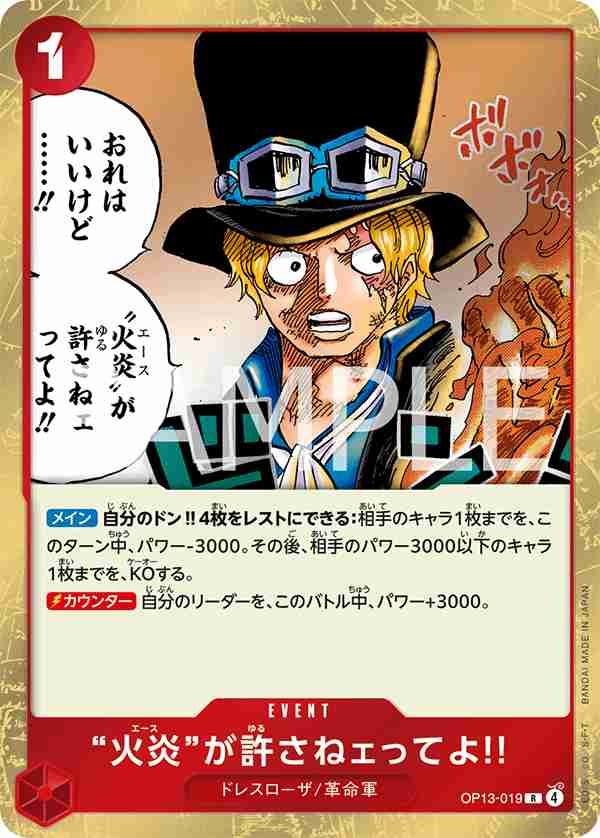 1
おれは
いいけど
……!!
“火炎”が
エース
許さねェ
ゆる
ってよ!!
ボボオォ…
SAMPLE
メイン 自分のドン!!4枚をレストにできる:相手のキャラ1枚までを、こ
のターン中、パワー-3000。その後、相手のパワー3000以下のキャラ
1枚までを、KOする。
カウンター 自分のリーダーを、このバトル中、パワー+3000。
EVENT
“火炎”が許さねェってよ!!
ドレスローザ/革命軍
OP13-019 R 4
BANDAI MADE IN JAPAN